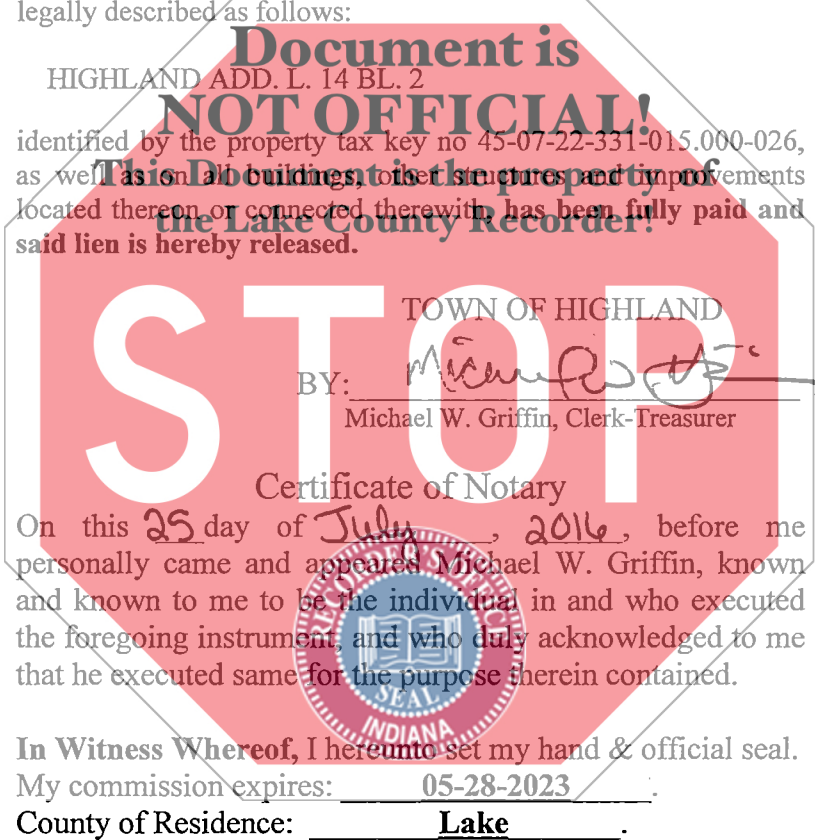 legally described as follows:
Document is
HIGHLAND ADD. L. 14 BL. 2
NOT OFFICIAL!
identified by the property tax key no 45-07-22-331-015.000-026,
This Document is the property of
as well as on all buildings, other structures and improvements
located thereon or connected therewith, has been fully paid and
the Lake County Recorder!
said lien is hereby released.
STOP
TOWN OF HIGHLAND
BY:
Michael W. Griffin, Clerk-Treasurer
Certificate of Notary
On this 25 day of July, 2016, before me
personally came and appeared Michael W. Griffin, known
and known to me to be the individual in and who executed
the foregoing instrument, and who duly acknowledged to me
that he executed same for the purpose therein contained.
RECORDER'S OFFICE
SEAL
INDIANA
In Witness Whereof, I hereunto set my hand & official seal.
My commission expires: 05-28-2023.
County of Residence: Lake.